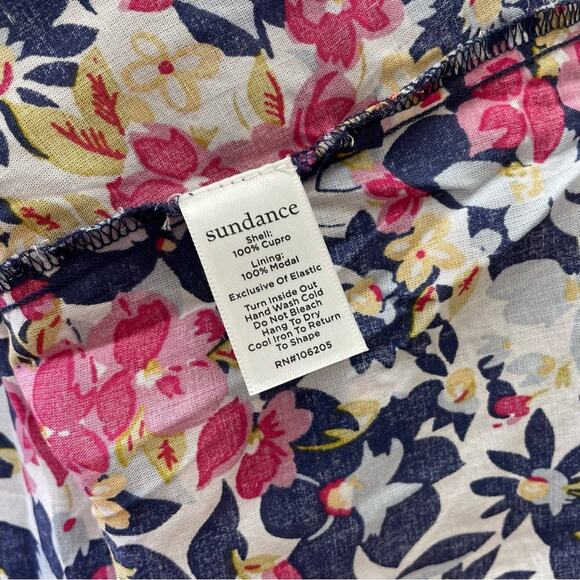 sundance
Shell:
100% Cupro
Lining:
100% Modal
Exclusive Of Elastic
Turn Inside Out
Hand Wash Cold
Do Not Bleach
Hang To Dry
Cool Iron To Return
To Shape
RN#106205